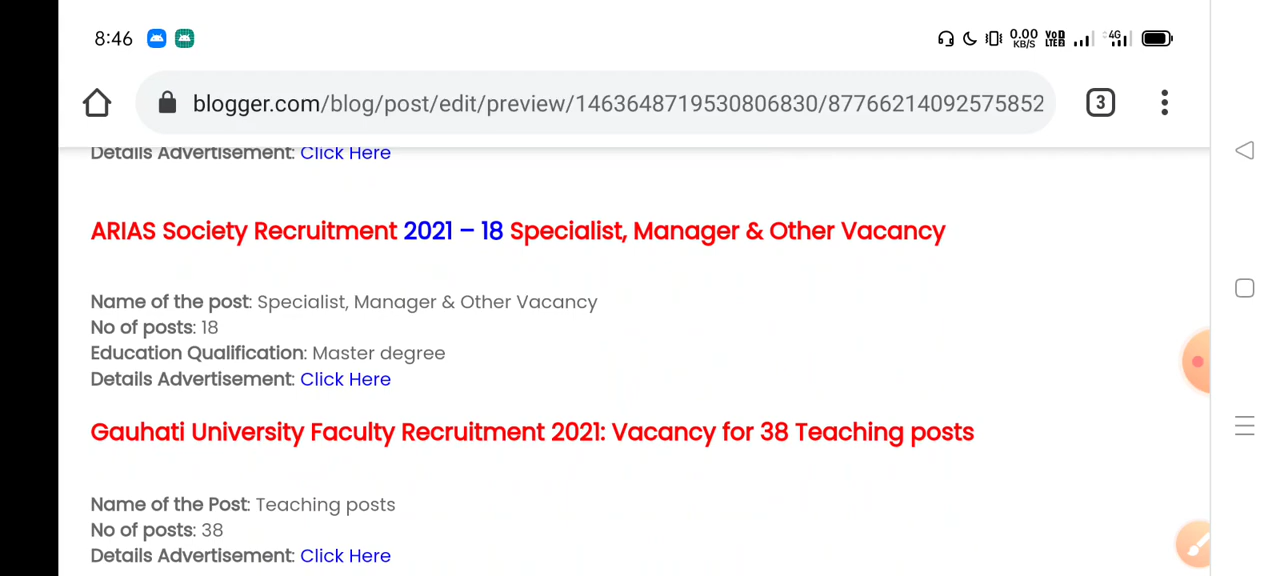 8:46 0.00 KB/S VoD LTE2 4G
blogger.com/blog/post/edit/preview/1463648719530806830/87766214092575852 3
Details Advertisement: Click Here
ARIAS Society Recruitment 2021 – 18 Specialist, Manager & Other Vacancy
Name of the post: Specialist, Manager & Other Vacancy
No of posts: 18
Education Qualification: Master degree
Details Advertisement: Click Here
Gauhati University Faculty Recruitment 2021: Vacancy for 38 Teaching posts
Name of the Post: Teaching posts
No of posts: 38
Details Advertisement: Click Here